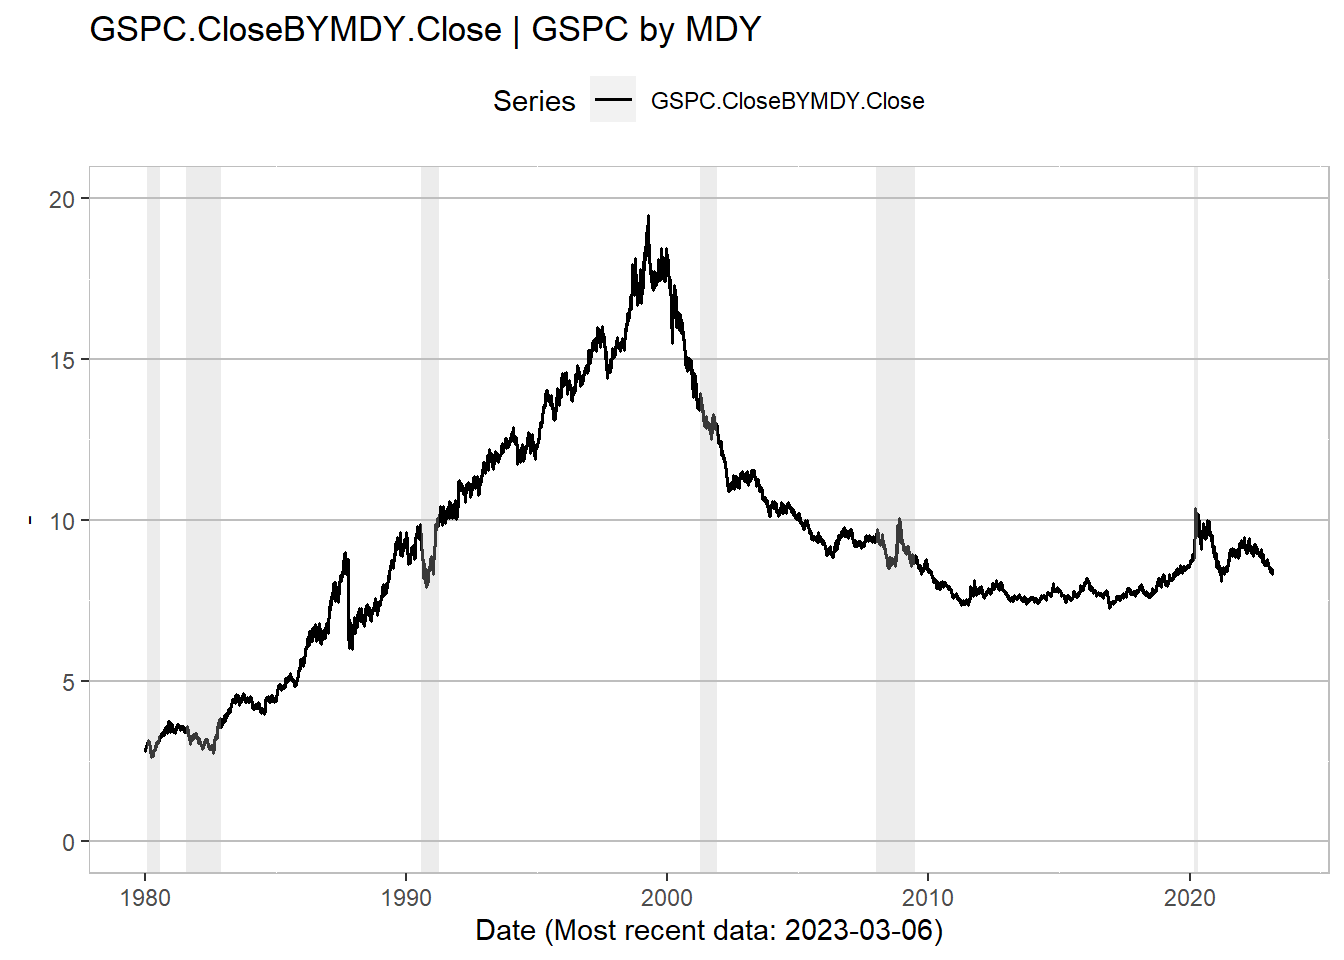 GSPC.CloseBYMDY.Close | GSPC by MDY
Series
GSPC.CloseBYMDY.Close
20
15
10
5
0
-
1980
1990
2000
2010
2020
Date (Most recent data: 2023-03-06)